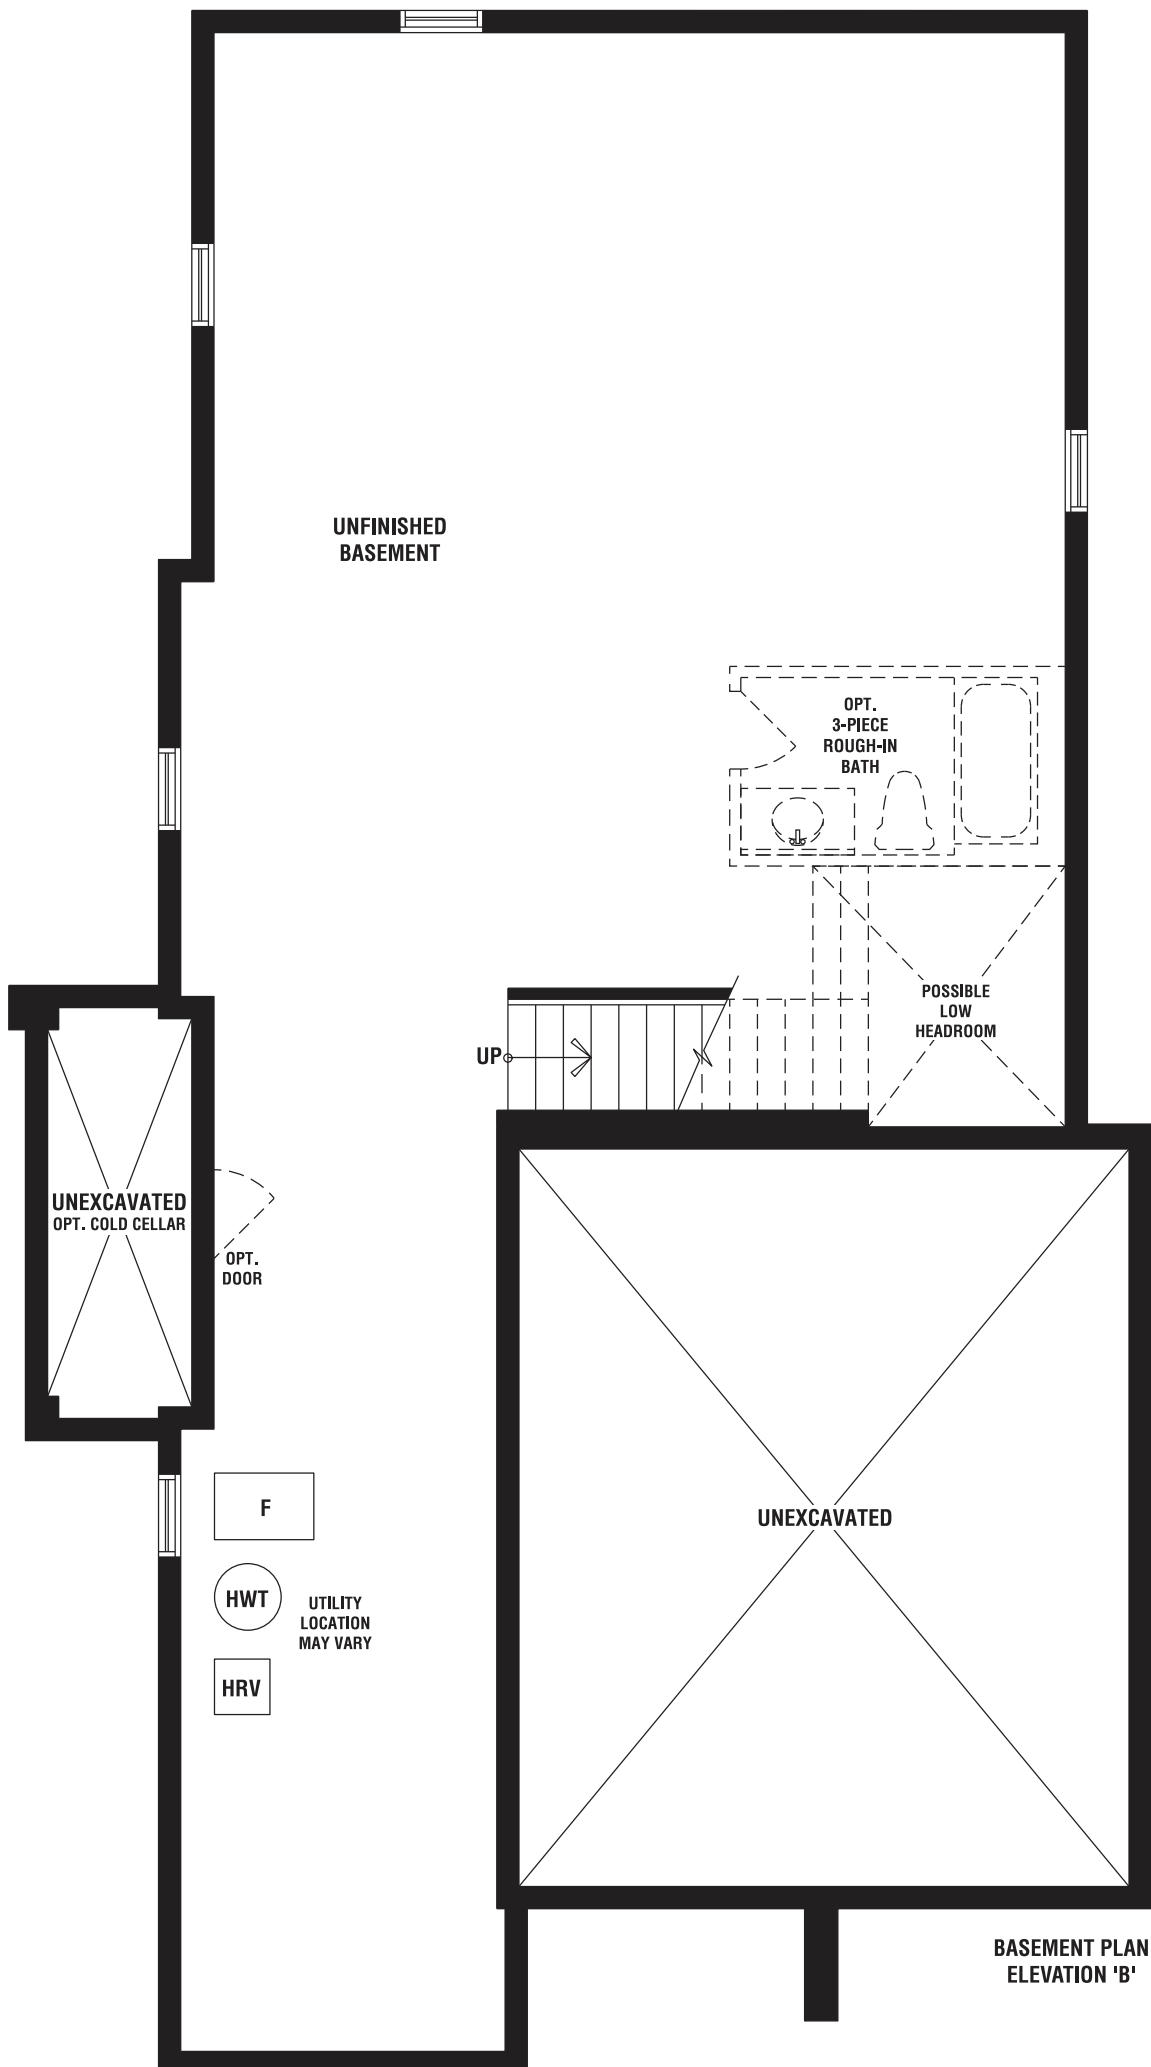 UNFINISHED
BASEMENT
OPT.
3-PIECE
ROUGH-IN
BATH
POSSIBLE
LOW
HEADROOM
UP
UNEXCAVATED
OPT. COLD CELLAR
OPT.
DOOR
F
UNEXCAVATED
HWT
UTILITY
LOCATION
MAY VARY
HRV
BASEMENT PLAN
ELEVATION 'B'